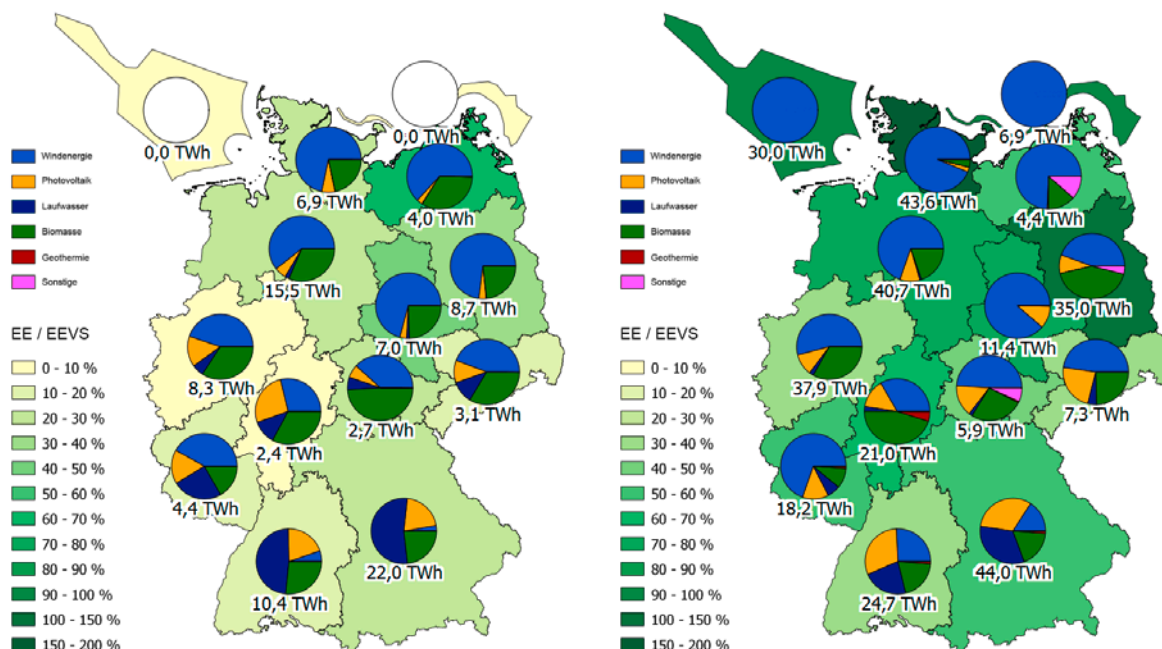 0,0 TWh
0,0 TWh
Windenergie
Photovoltaik
Laufwasser
Biomasse
Geothermie
Sonstige
6,9 TWh
4,0 TWh
15,5 TWh
8,7 TWh
7,0 TWh
8,3 TWh
2,7 TWh
3,1 TWh
2,4 TWh
4,4 TWh
22,0 TWh
10,4 TWh
EE / EEVS
0 - 10 %
10 - 20 %
20 - 30 %
30 - 40 %
40 - 50 %
50 - 60 %
60 - 70 %
70 - 80 %
80 - 90 %
90 - 100 %
100 - 150 %
150 - 200 %
30,0 TWh
6,9 TWh
Windenergie
Photovoltaik
Laufwasser
Biomasse
Geothermie
Sonstige
43,6 TWh
4,4 TWh
40,7 TWh
35,0 TWh
11,4 TWh
37,9 TWh
5,9 TWh
7,3 TWh
21,0 TWh
18,2 TWh
44,0 TWh
24,7 TWh
EE / EEVS
0 - 10 %
10 - 20 %
20 - 30 %
30 - 40 %
40 - 50 %
50 - 60 %
60 - 70 %
70 - 80 %
80 - 90 %
90 - 100 %
100 - 150 %
150 - 200 %